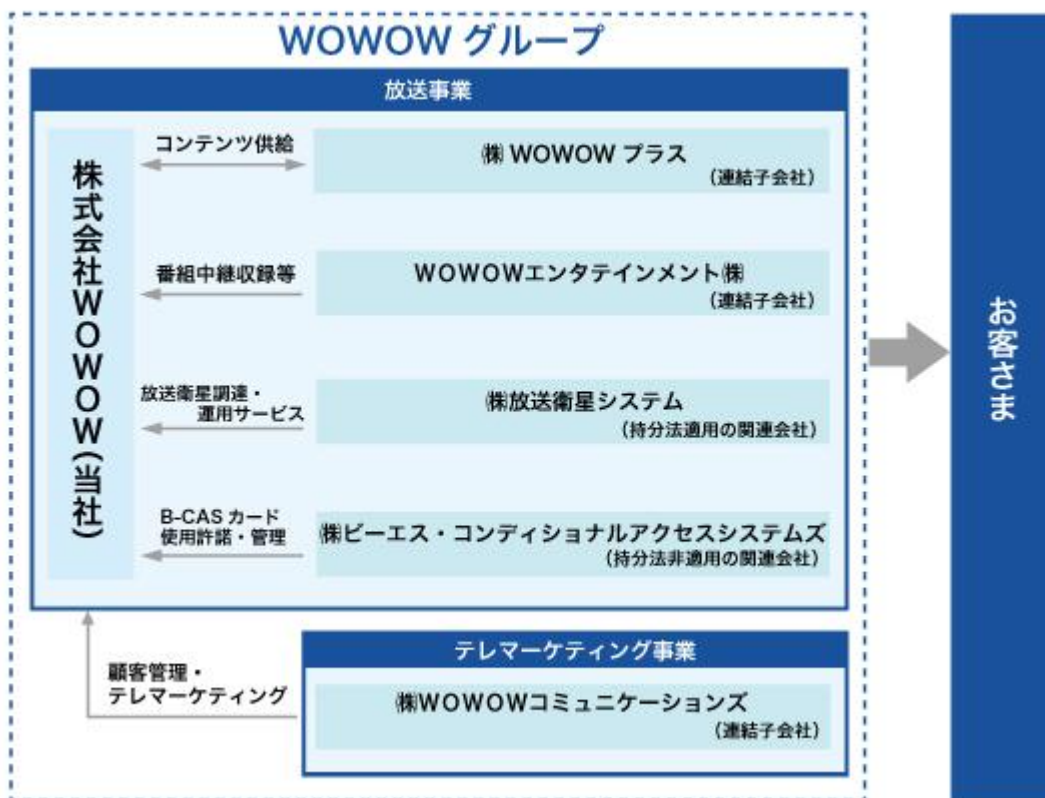 WOWOW グループ
放送事業
株式会社WOWOW(当社)
コンテンツ供給
㈱ WOWOW プラス
(連結子会社)
番組中継収録等
WOWOWエンタテインメント㈱
(連結子会社)
放送衛星調達・
運用サービス
㈱放送衛星システム
(持分法適用の関連会社)
B-CAS カード
使用許諾・管理
㈱ビーエス・コンディショナルアクセスシステムズ
(持分法非適用の関連会社)
顧客管理・
テレマーケティング
テレマーケティング事業
㈱WOWOWコミュニケーションズ
(連結子会社)
お客さま